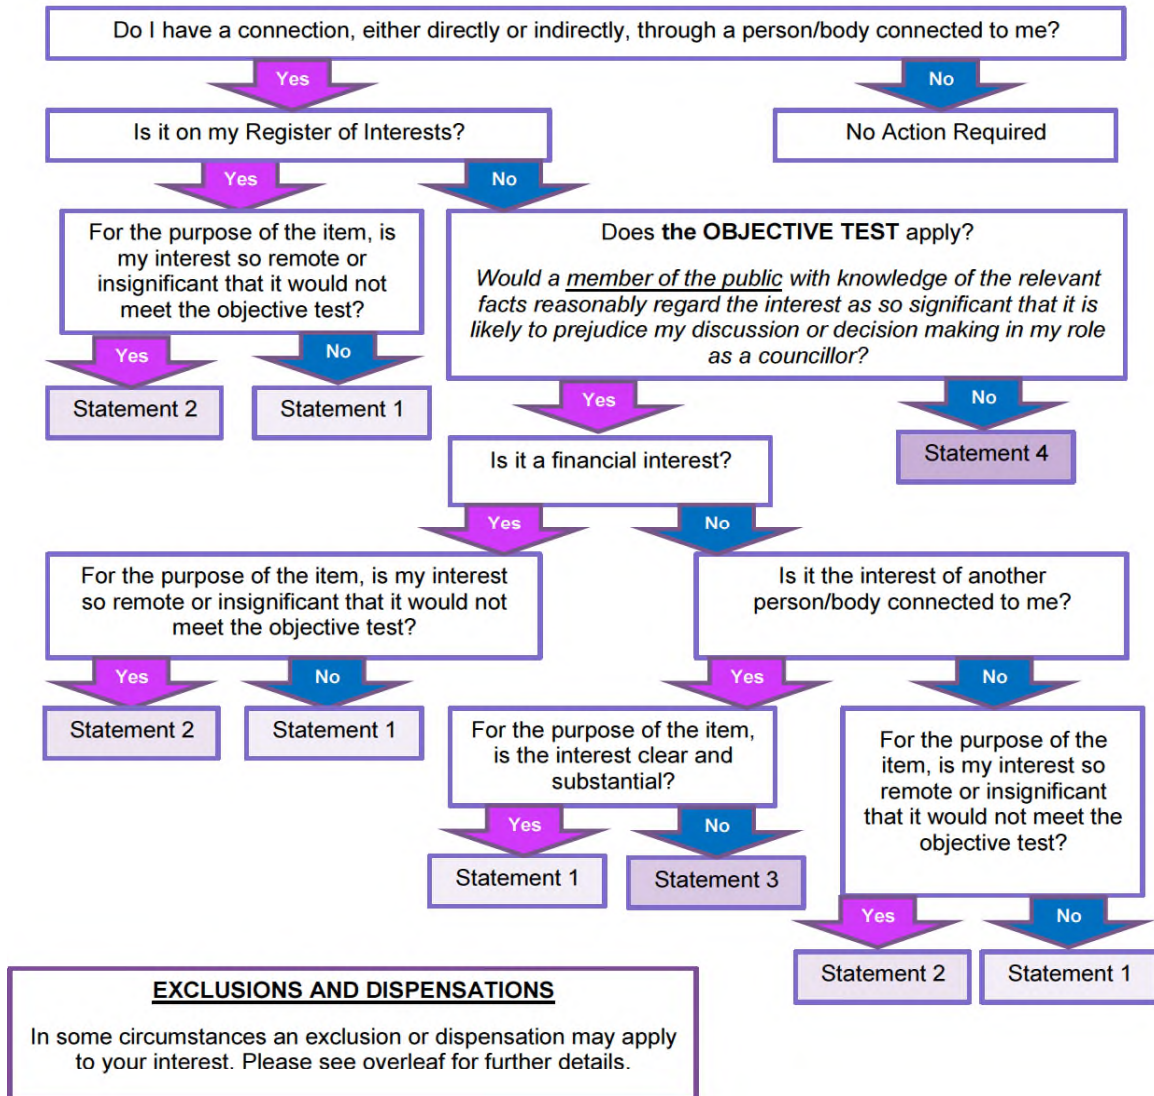 Do I have a connection, either directly or indirectly, through a person/body connected to me?
Yes
No
Is it on my Register of Interests?
No Action Required
Yes
No
For the purpose of the item, is
my interest so remote or
insignificant that it would not
meet the objective test?
Does the OBJECTIVE TEST apply?
Would a member of the public with knowledge of the relevant
facts reasonably regard the interest as so significant that it is
likely to prejudice my discussion or decision making in my role
as a councillor?
Yes
No
Statement 2
Statement 1
Yes
No
Is it a financial interest?
Statement 4
Yes
No
For the purpose of the item, is my interest
so remote or insignificant that it would not
meet the objective test?
Is it the interest of another
person/body connected to me?
Yes
No
Yes
No
Statement 2
Statement 1
For the purpose of the item,
is the interest clear and
substantial?
For the purpose of the
item, is my interest so
remote or insignificant
that it would not meet the
objective test?
Yes
No
Statement 1
Statement 3
Yes
No
Statement 2
Statement 1
EXCLUSIONS AND DISPENSATIONS
In some circumstances an exclusion or dispensation may apply
to your interest. Please see overleaf for further details.